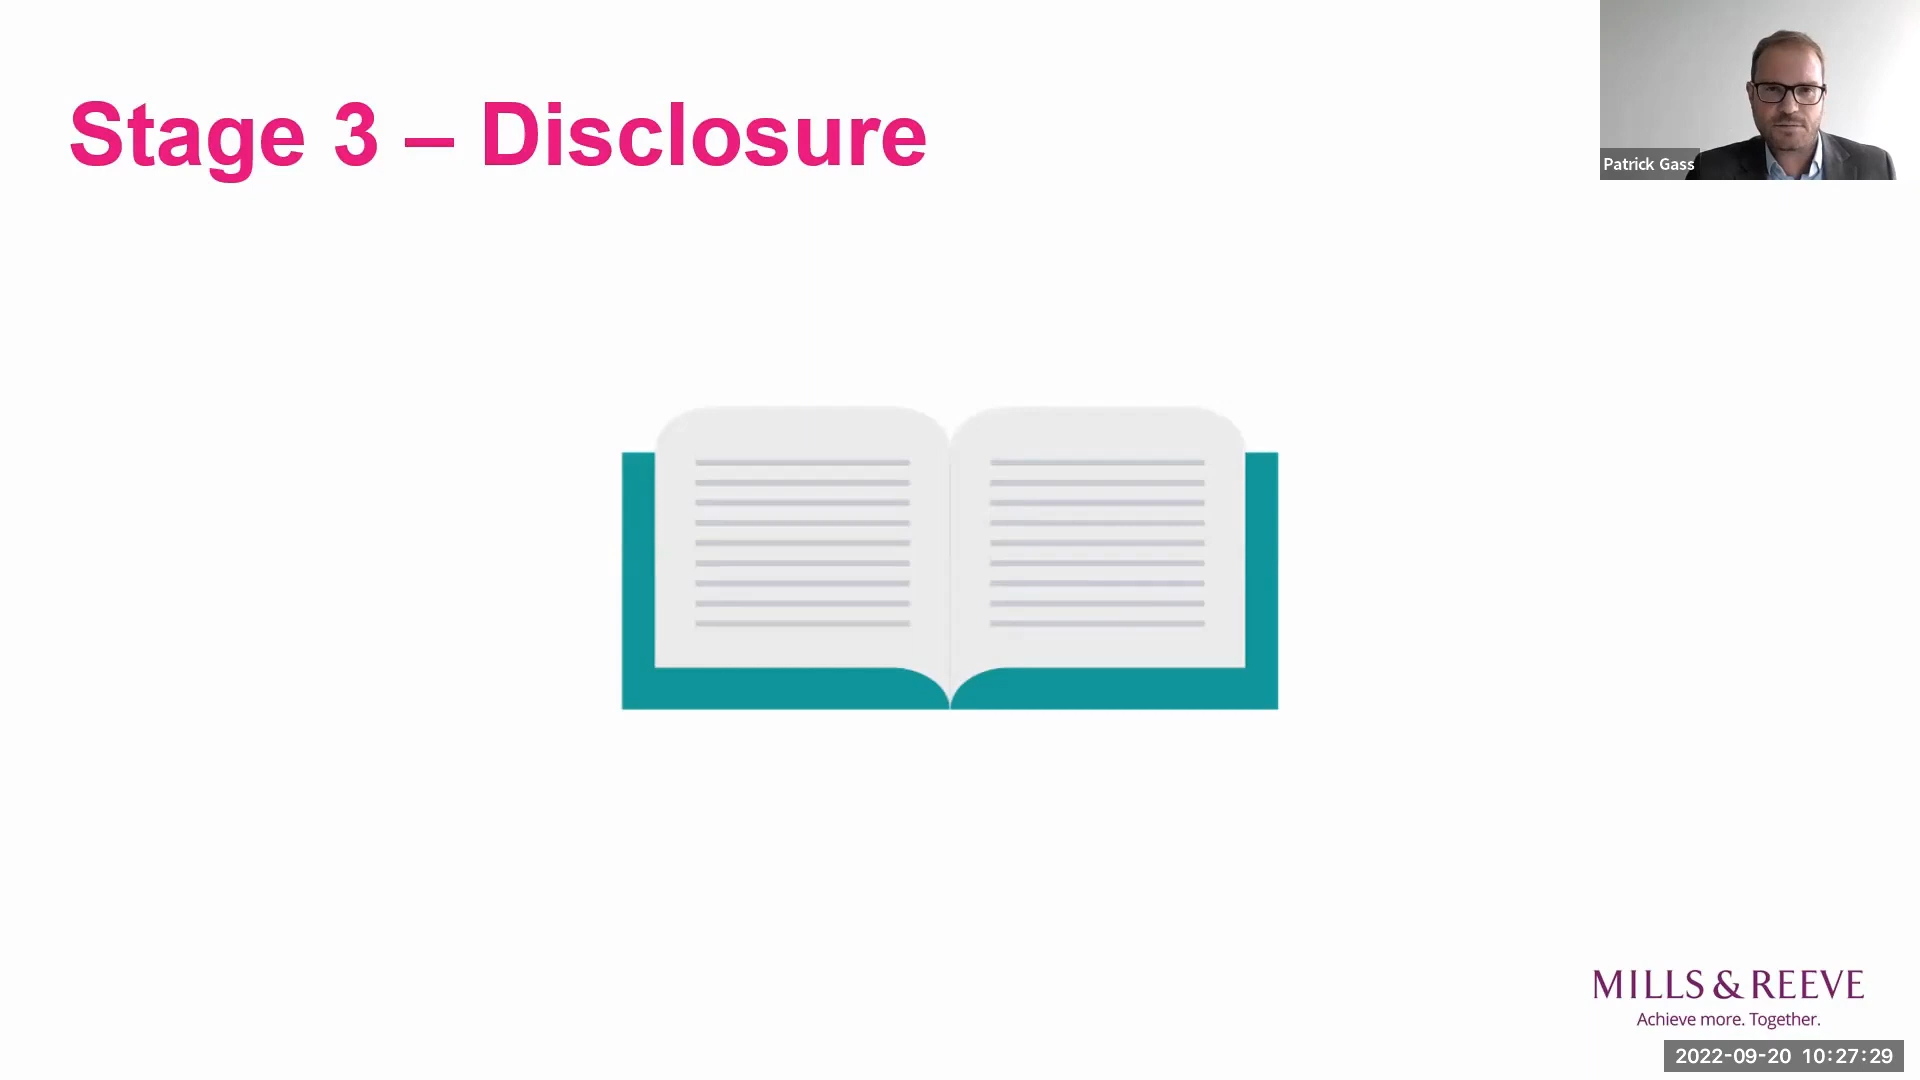 Stage 3 – Disclosure
Patrick Gass
MILLS & REEVE
Achieve more. Together.
2022-09-20 10:27:29